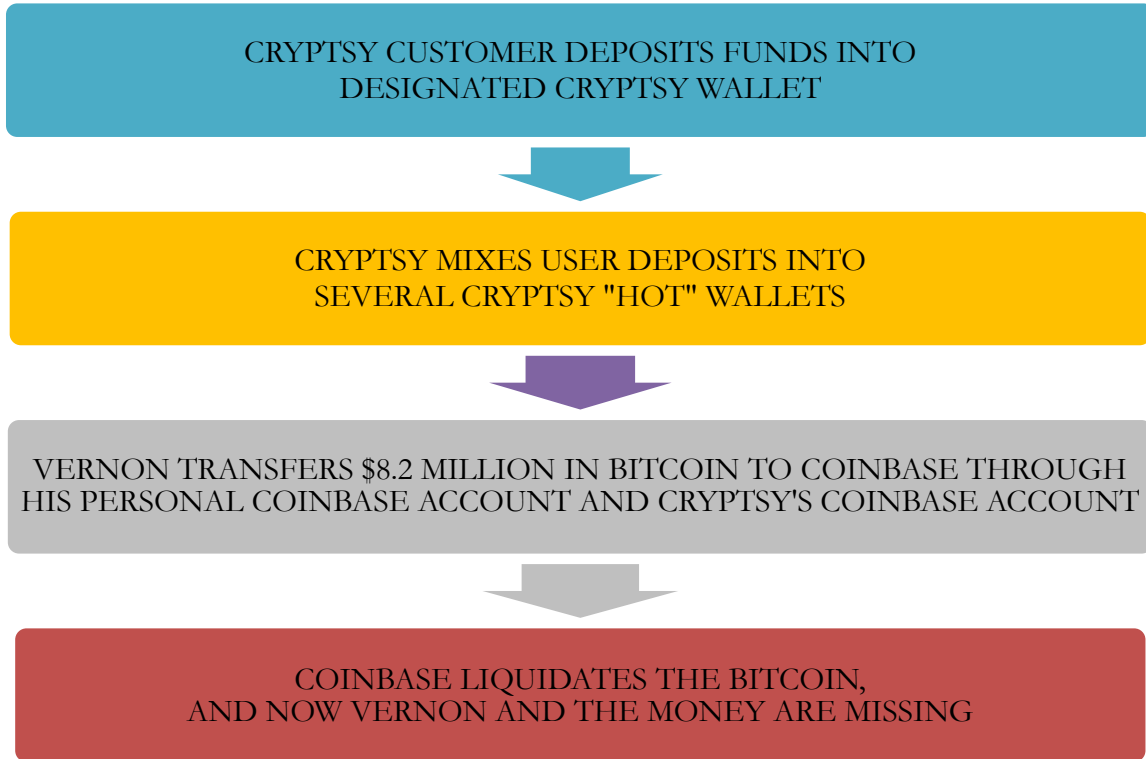 CRYPTSY CUSTOMER DEPOSITS FUNDS INTO
DESIGNATED CRYPTSY WALLET
CRYPTSY MIXES USER DEPOSITS INTO
SEVERAL CRYPTSY "HOT" WALLETS
VERNON TRANSFERS $8.2 MILLION IN BITCOIN TO COINBASE THROUGH
HIS PERSONAL COINBASE ACCOUNT AND CRYPTSY'S COINBASE ACCOUNT
COINBASE LIQUIDATES THE BITCOIN,
AND NOW VERNON AND THE MONEY ARE MISSING